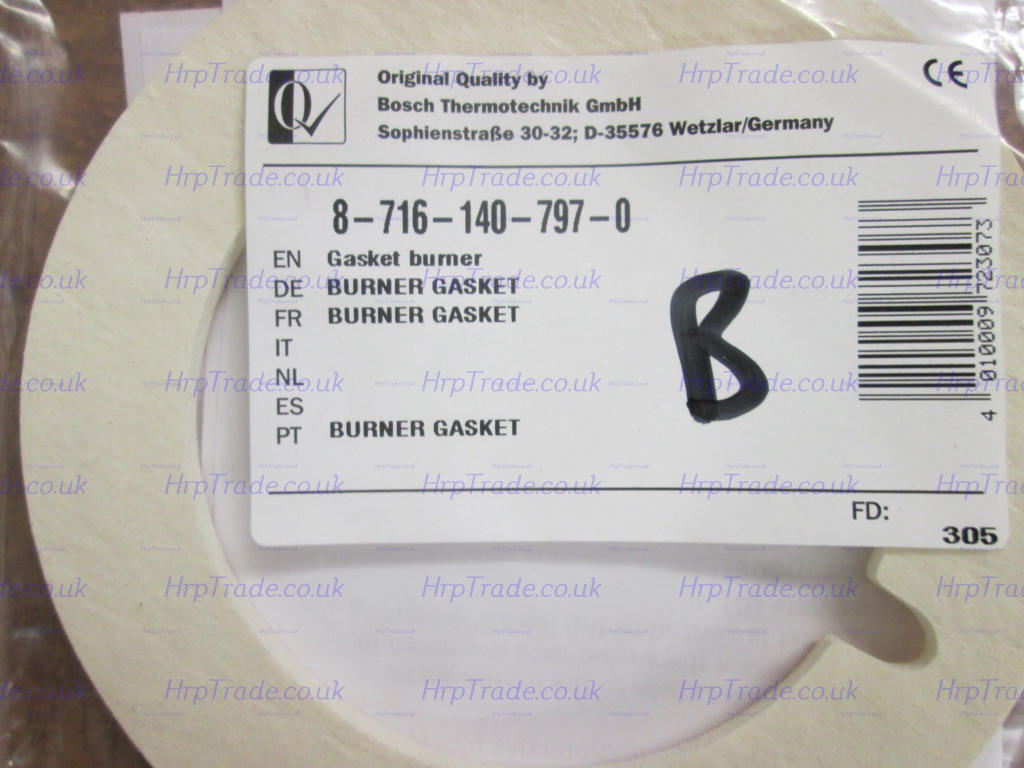 Original Quality by
Bosch Thermotechnik GmbH
Sophienstraße 30-32; D-35576 Wetzlar/Germany
CE
8-716-140-797-0
EN Gasket burner
DE BURNER GASKET
FR BURNER GASKET
IT
NL
ES
PT BURNER GASKET
B
4 010009 723073
FD:
305
HrpTrade.co.uk